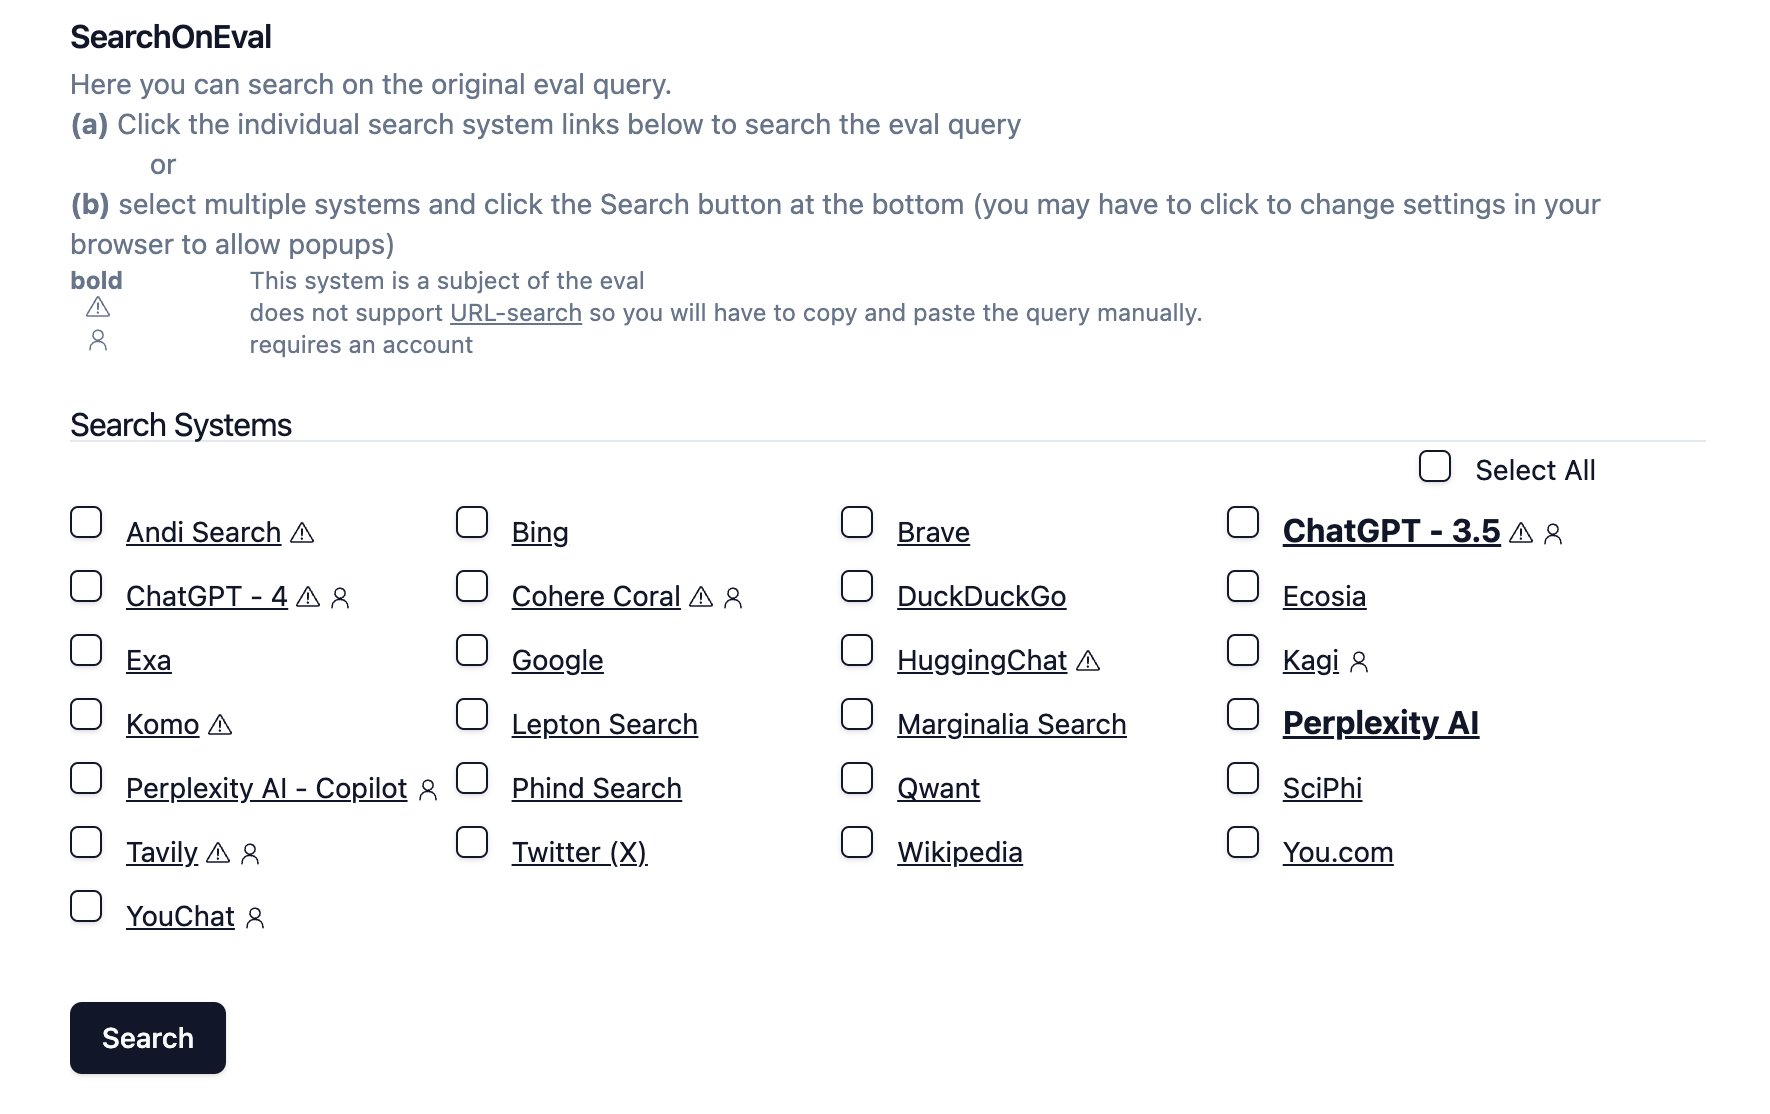 SearchOnEval
Here you can search on the original eval query.
(a) Click the individual search system links below to search the eval query
or
(b) select multiple systems and click the Search button at the bottom (you may have to click to change settings in your
browser to allow popups)
bold This system is a subject of the eval
does not support URL-search so you will have to copy and paste the query manually.
requires an account
Search Systems
Select All
Andi Search Bing Brave ChatGPT - 3.5
ChatGPT - 4 Cohere Coral DuckDuckGo Ecosia
Exa Google HuggingChat Kagi
Komo Lepton Search Marginalia Search Perplexity AI
Perplexity AI - Copilot Phind Search Qwant SciPhi
Tavily Twitter (X) Wikipedia You.com
YouChat
Search